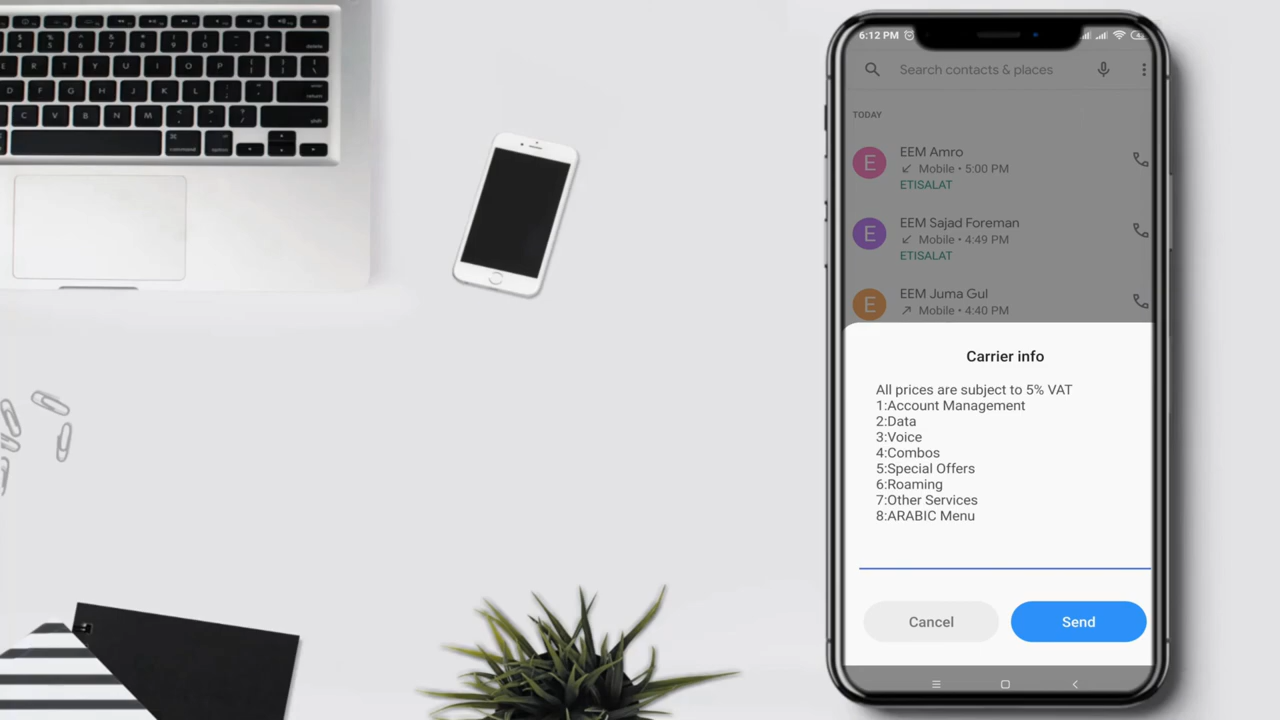 6:12 PM
Search contacts & places
TODAY
E
EEM Amro
Mobile • 5:00 PM
ETISALAT
E
EEM Sajad Foreman
Mobile • 4:49 PM
ETISALAT
E
EEM Juma Gul
Mobile • 4:40 PM
Carrier info
All prices are subject to 5% VAT
1:Account Management
2:Data
3:Voice
4:Combos
5:Special Offers
6:Roaming
7:Other Services
8:ARABIC Menu
Cancel
Send